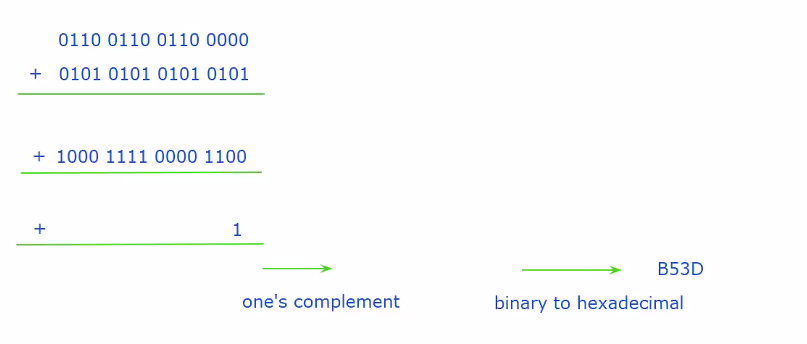 0110 0110 0110 0000
+ 0101 0101 0101 0101
+ 1000 1111 0000 1100
+ 1
B53D
one's complement
binary to hexadecimal